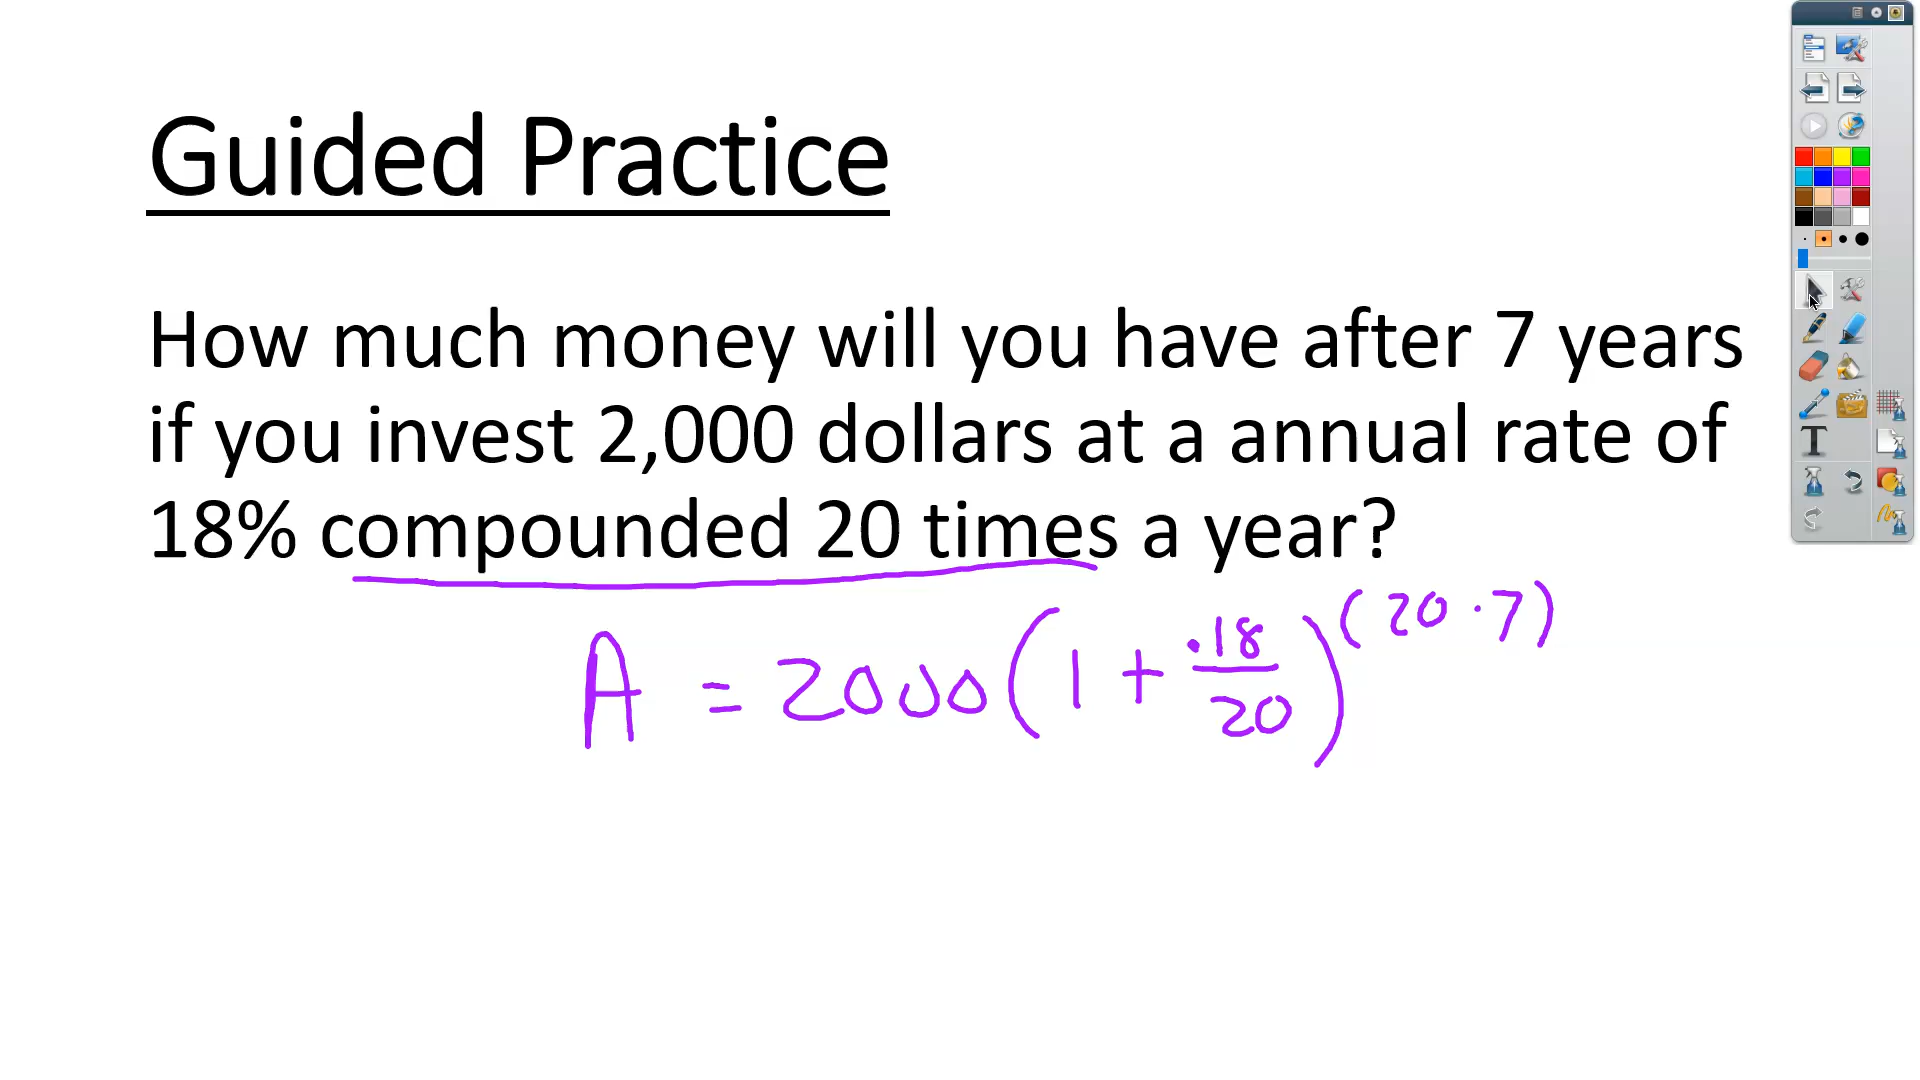 Guided Practice
How much money will you have after 7 years
if you invest 2,000 dollars at a annual rate of
18% compounded 20 times a year?
A = 2000(1 + .18/20)^(20·7)
T